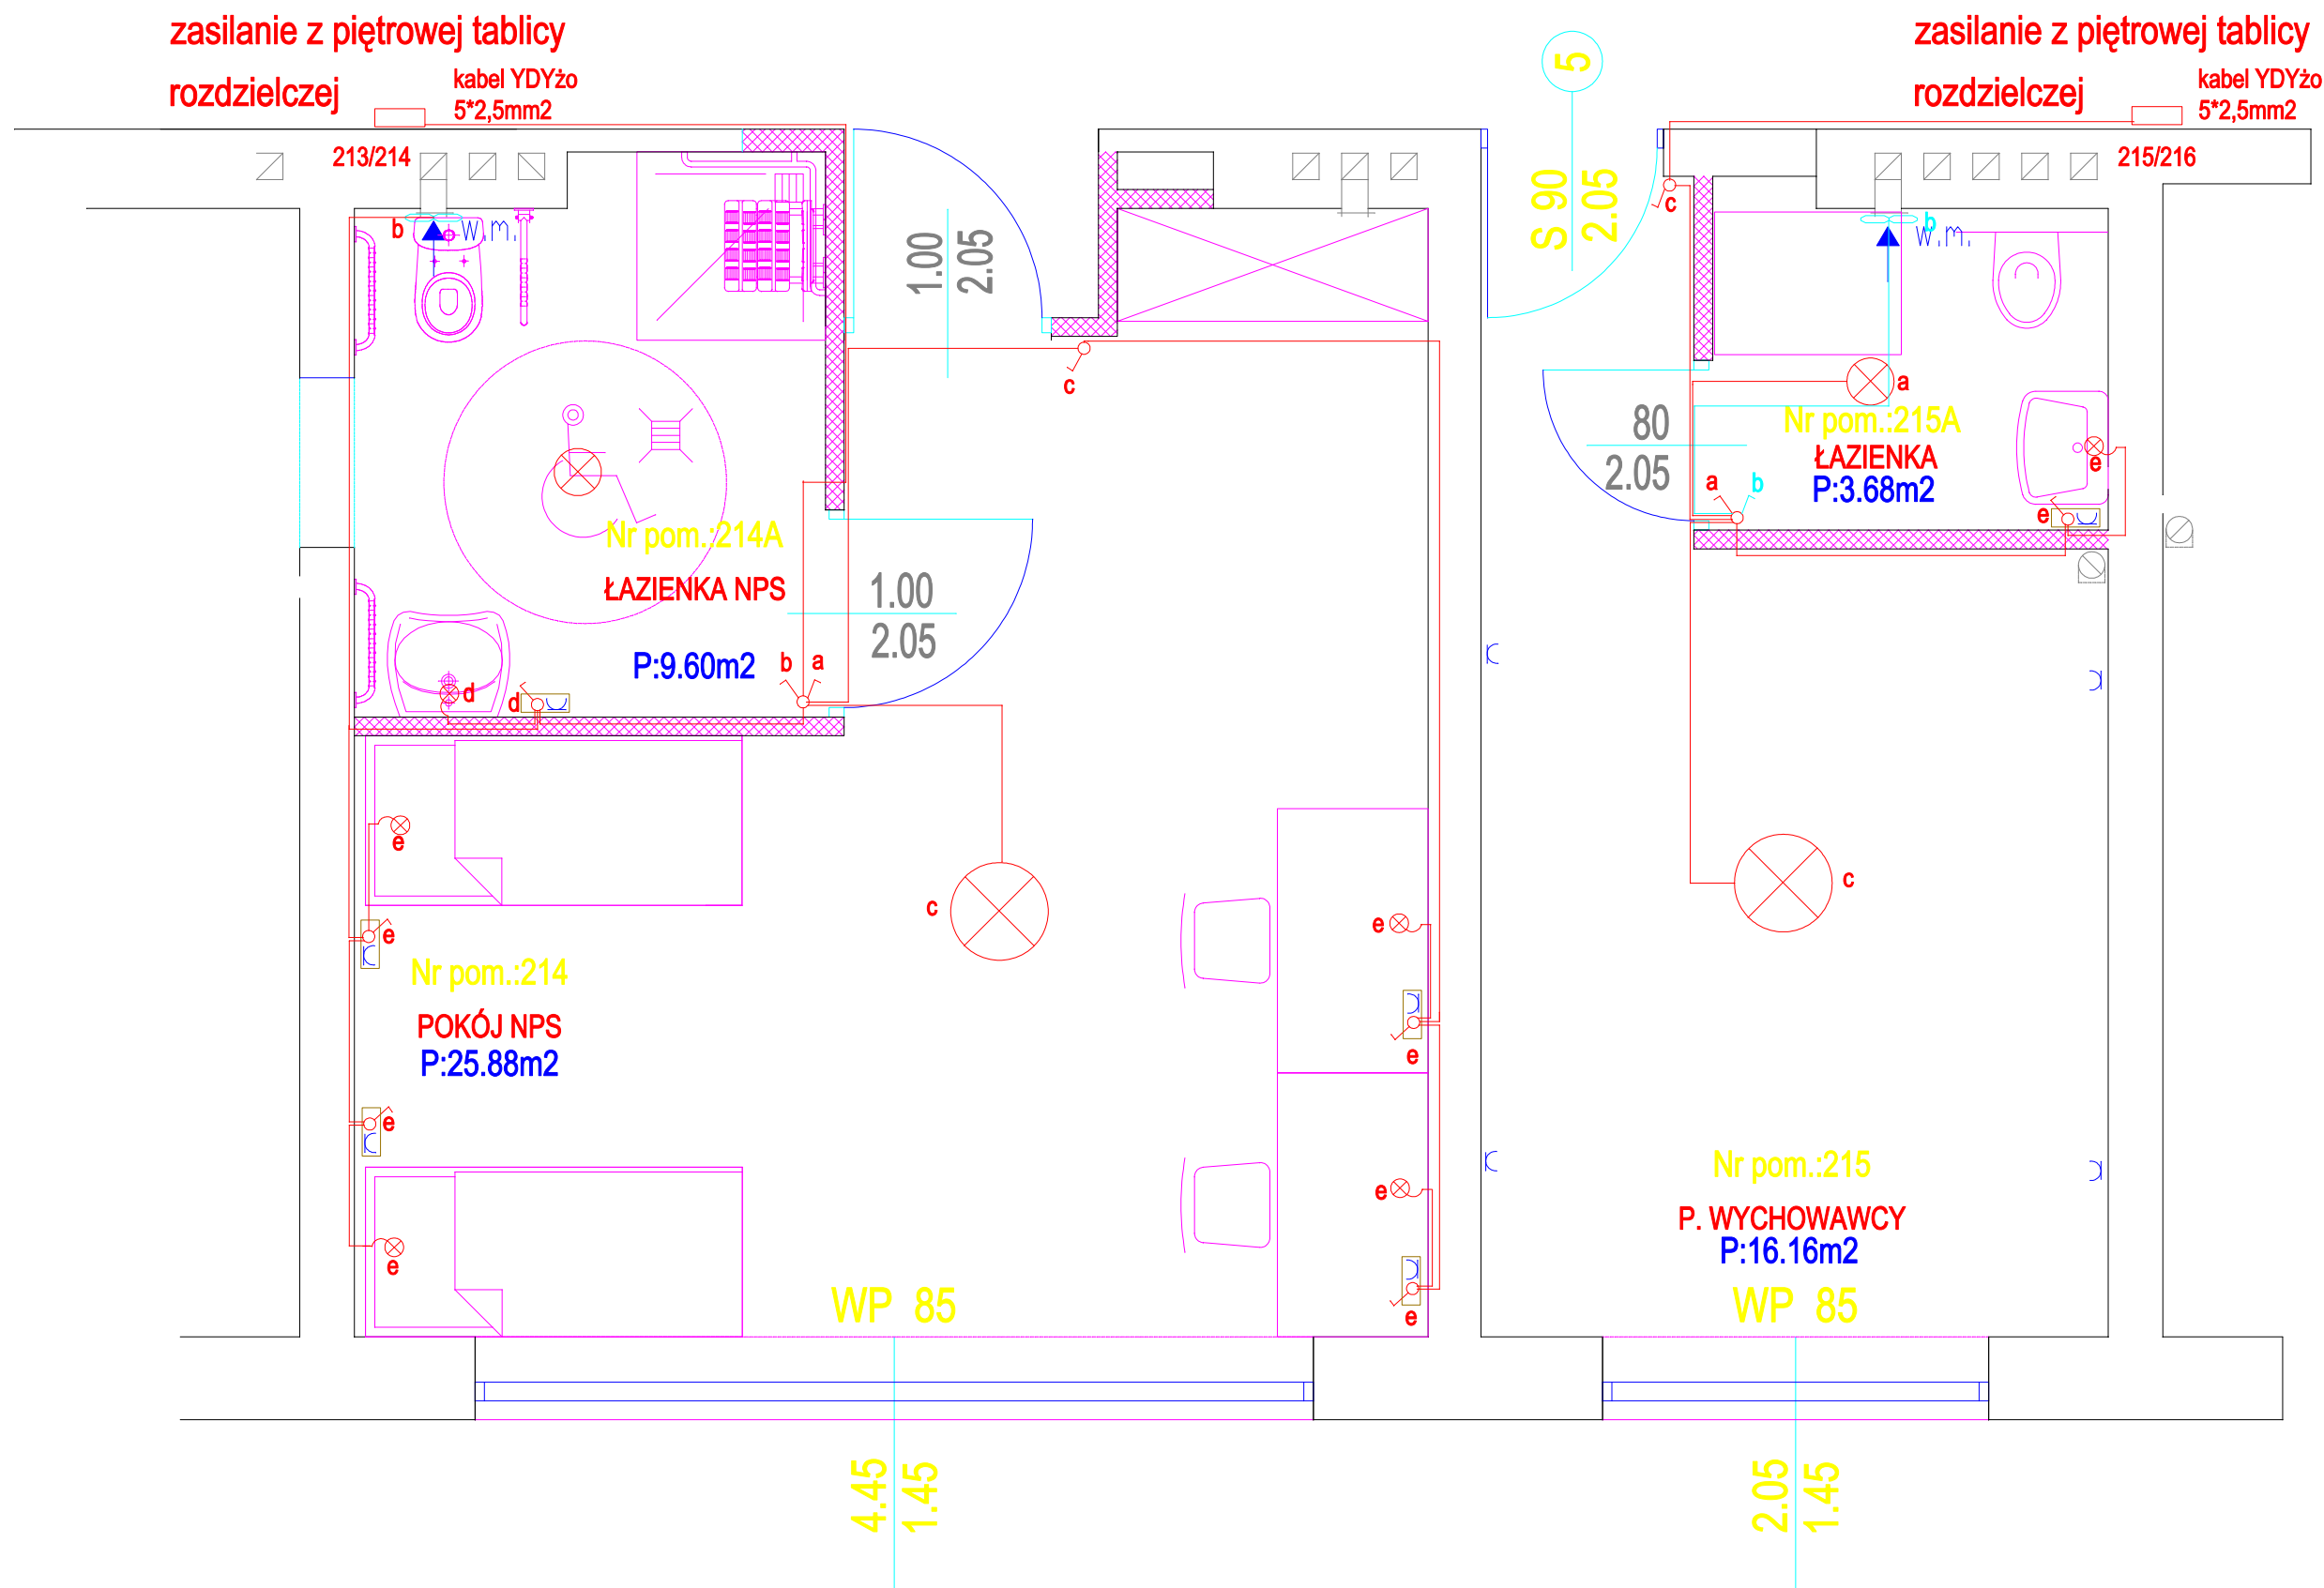 zasilanie z piętrowej tablicy
rozdzielczej
kabel YDYżo
5*2,5mm2
213/214
zasilanie z piętrowej tablicy
rozdzielczej
kabel YDYżo
5*2,5mm2
215/216
5
S 90
2.05
1.00
2.05
b
w.m.
c
c
b
w.m.
a
80
2.05
Nr pom.:215A
ŁAZIENKA
P:3.68m2
a
b
e
e
Nr pom.:214A
ŁAZIENKA NPS
P:9.60m2
1.00
2.05
b
a
d
d
e
e
c
c
e
Nr pom.:214
POKÓJ NPS
P:25.88m2
e
e
e
e
e
e
Nr pom.:215
P. WYCHOWAWCY
P:16.16m2
WP 85
WP 85
4.45
1.45
2.05
1.45